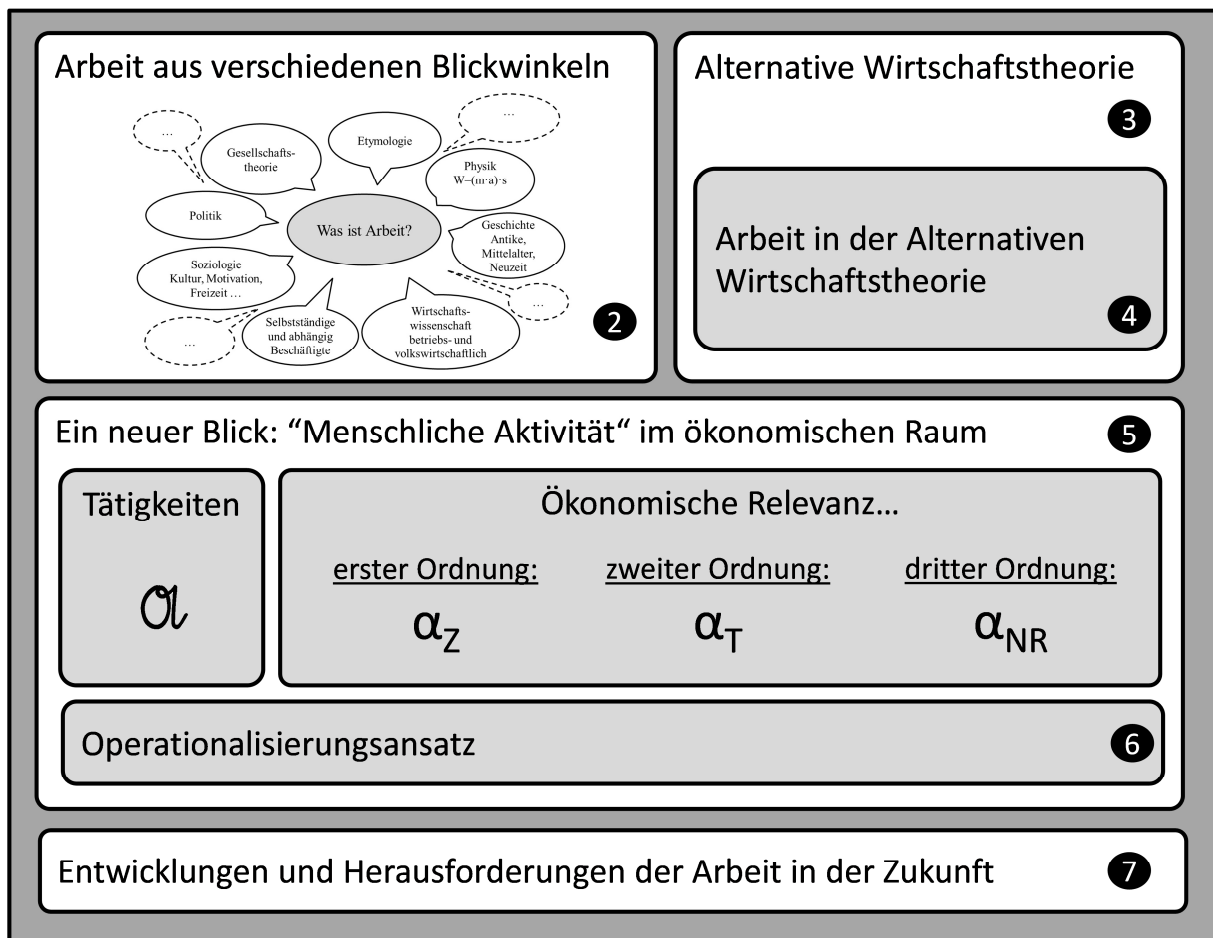 Arbeit aus verschiedenen Blickwinkeln
…
Gesellschafts-
theorie
Etymologie
…
Physik
W=(m·a)·s
Politik
Was ist Arbeit?
Geschichte
Antike,
Mittelalter,
Neuzeit
Soziologie
Kultur, Motivation,
Freizeit …
…
…
Selbstständige
und abhängig
Beschäftigte
Wirtschafts-
wissenschaft
betriebs- und
volkswirtschaftlich
2
Alternative Wirtschaftstheorie
3
Arbeit in der Alternativen
Wirtschaftstheorie
4
Ein neuer Blick: “Menschliche Aktivität“ im ökonomischen Raum
5
Tätigkeiten
α
Ökonomische Relevanz…
erster Ordnung:
zweiter Ordnung:
dritter Ordnung:
α_Z
α_T
α_NR
Operationalisierungsansatz
6
Entwicklungen und Herausforderungen der Arbeit in der Zukunft
7